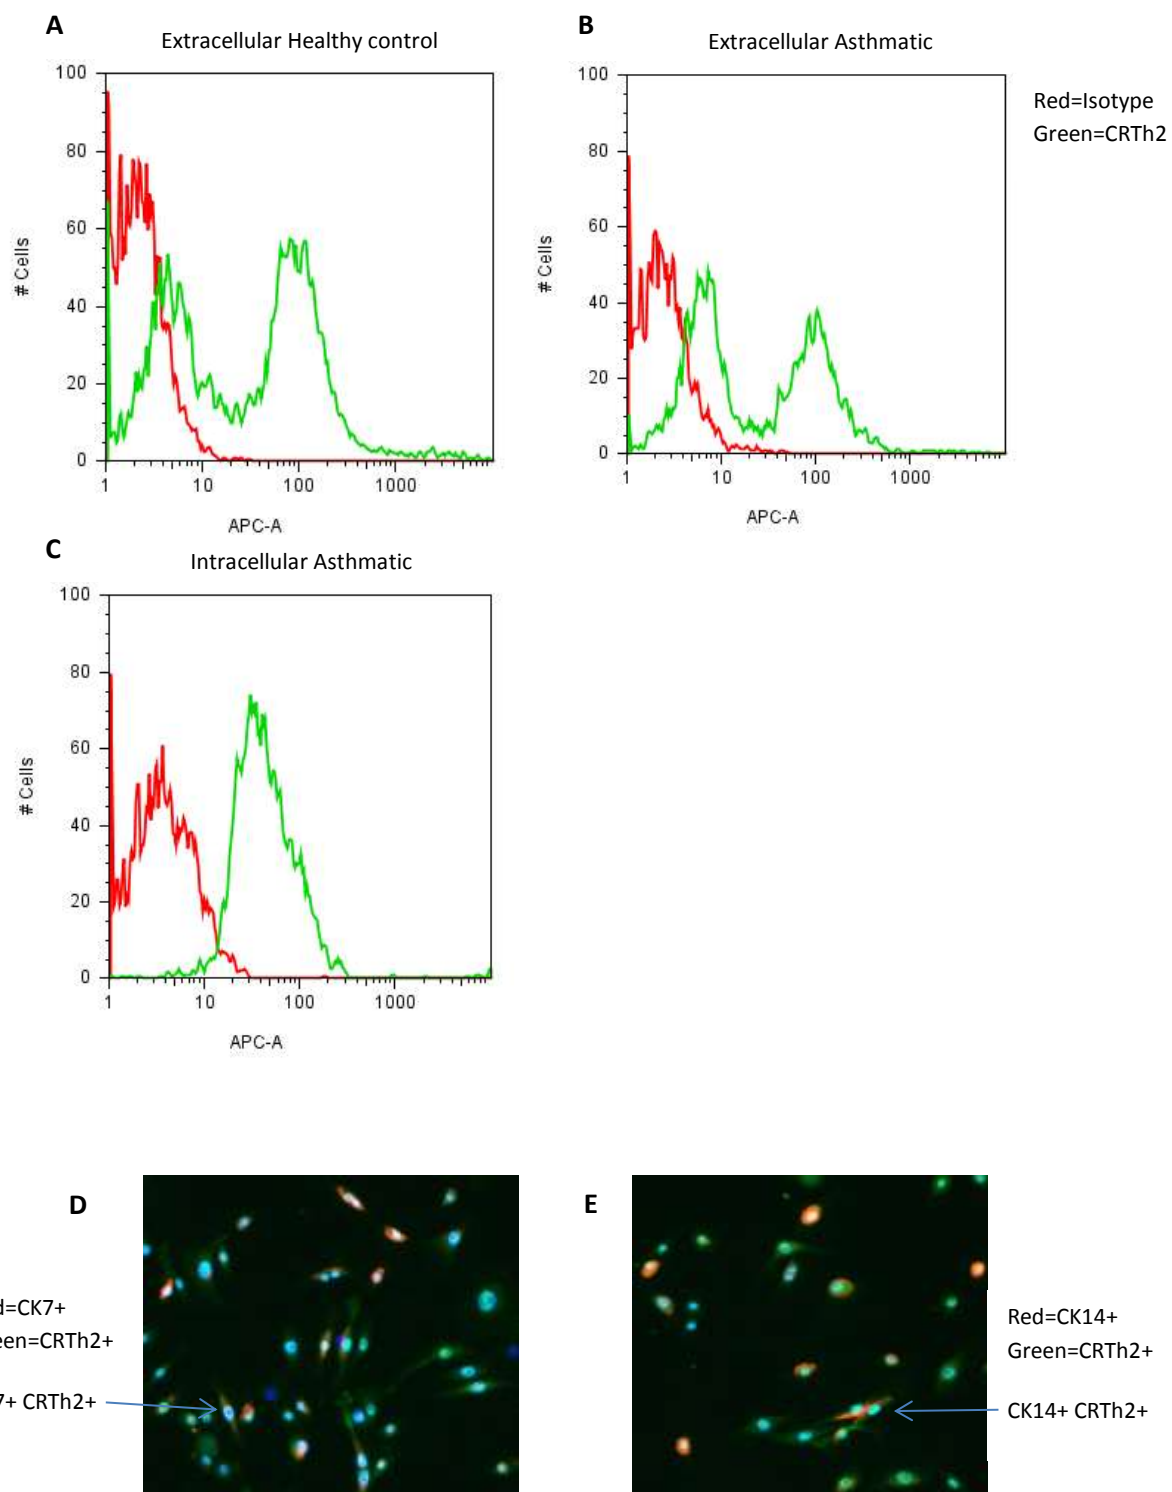 A
Extracellular Healthy control
100
80
60
40
20
0
# Cells
1
10
100
1000
APC-A
B
Extracellular Asthmatic
100
80
60
40
20
0
# Cells
1
10
100
1000
APC-A
Red=Isotype
Green=CRTh2
C
Intracellular Asthmatic
100
80
60
40
20
0
# Cells
1
10
100
1000
APC-A
D
d=CK7+
een=CRTh2+
7+ CRTh2+
E
Red=CK14+
Green=CRTh2+
CK14+ CRTh2+